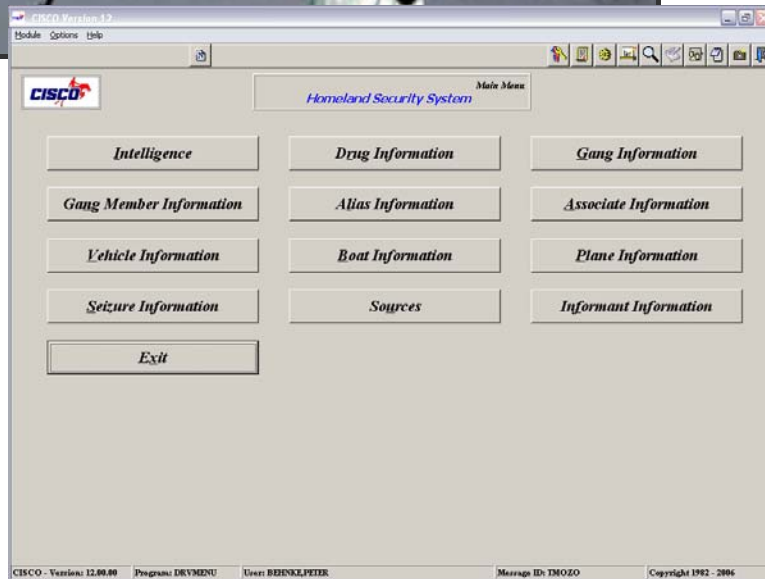 CISCO Version 12
Module Options Help
CISCO
Main Menu
Homeland Security System
Intelligence
Drug Information
Gang Information
Gang Member Information
Alias Information
Associate Information
Vehicle Information
Boat Information
Plane Information
Seizure Information
Sources
Informant Information
Exit
CISCO - Version: 12.00.00 Program: DRVMENU User: BEHNKE,PETER Message ID: TMOZO Copyright 1982 - 2006